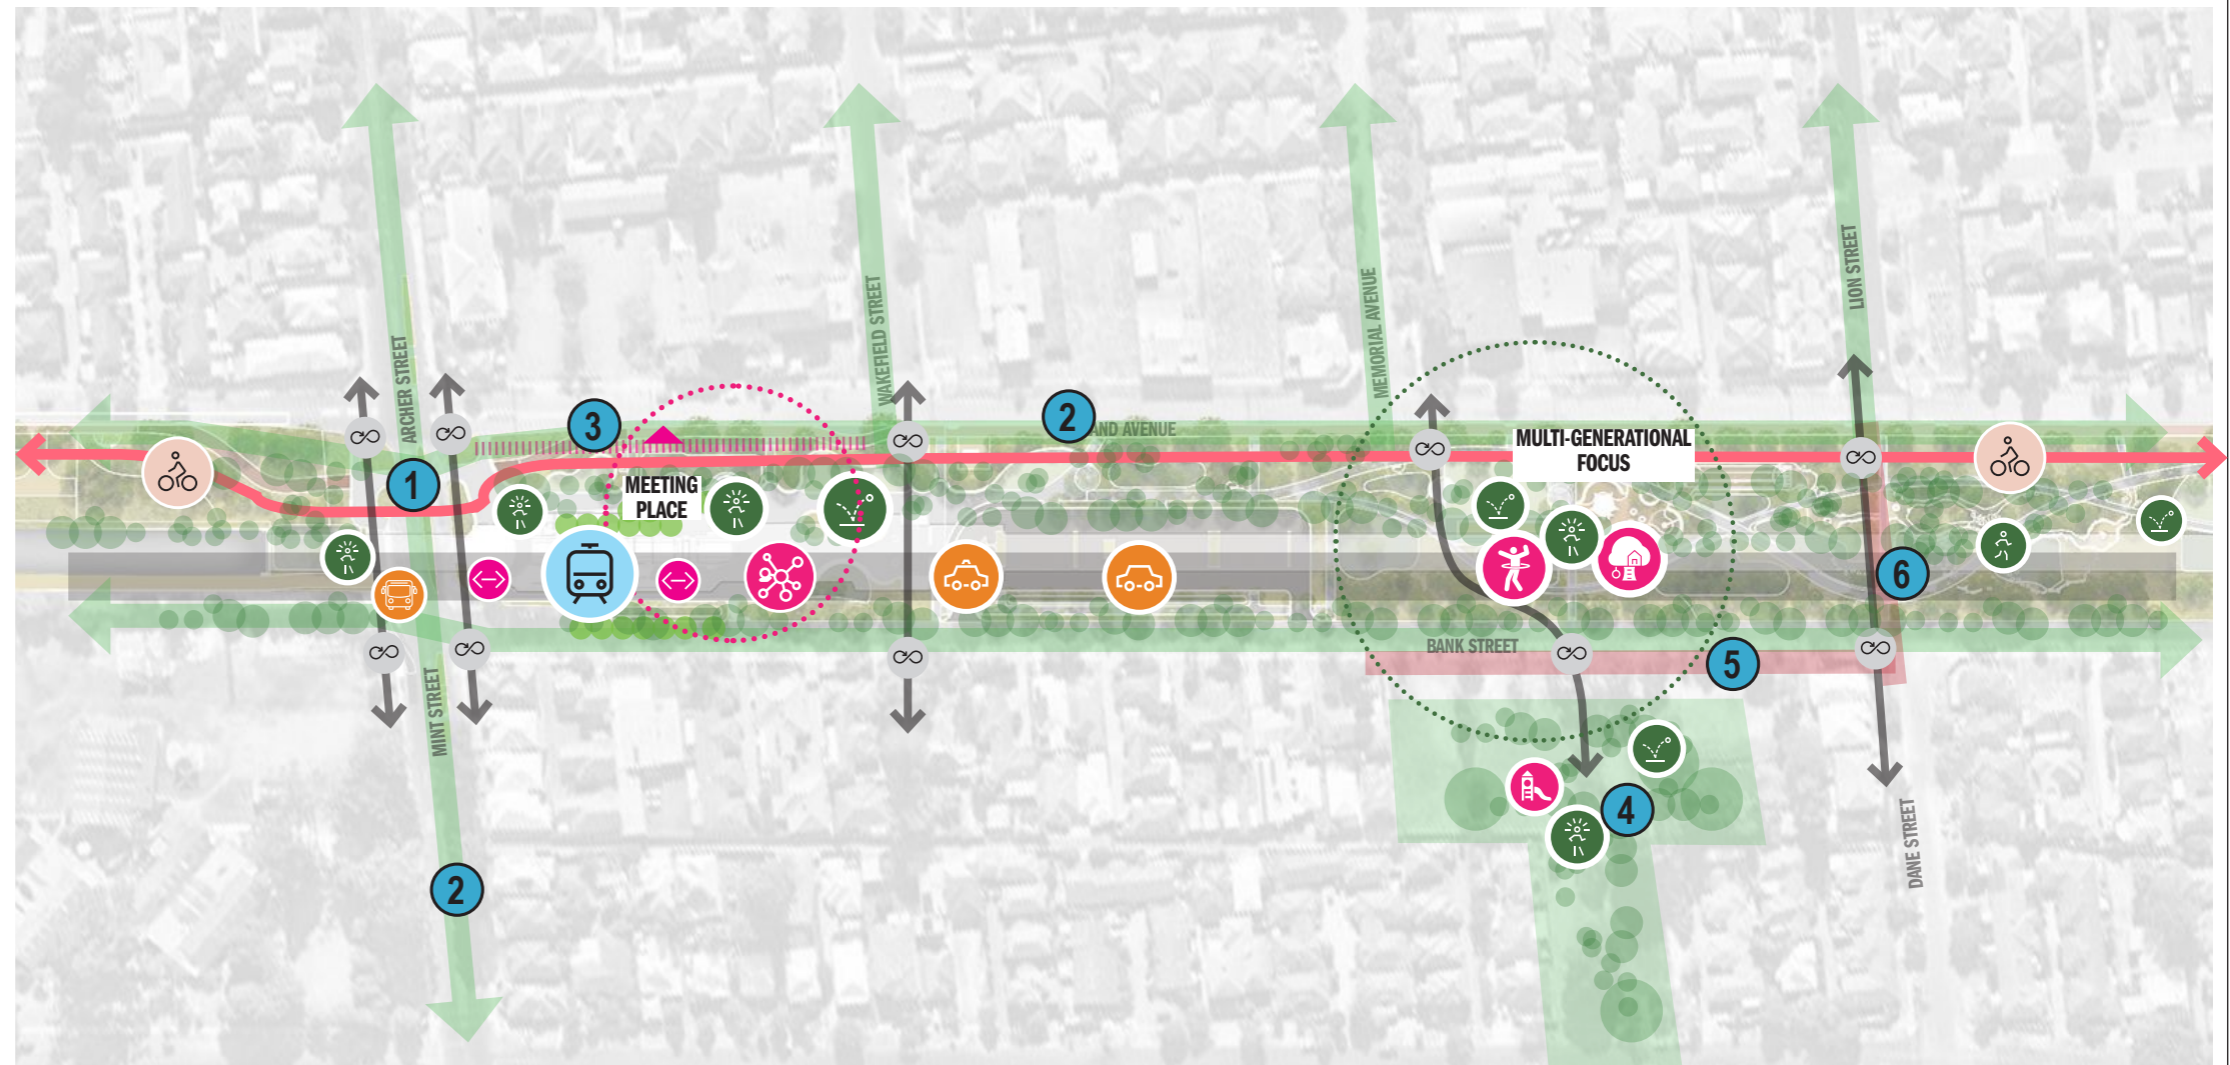 ARCHER STREET
WAKEFIELD STREET
MEMORIAL AVENUE
LION STREET
3
2
AND AVENUE
MULTI-GENERATIONAL
FOCUS
1
MEETING
PLACE
6
BANK STREET
5
MINT STREET
4
DANE STREET
2